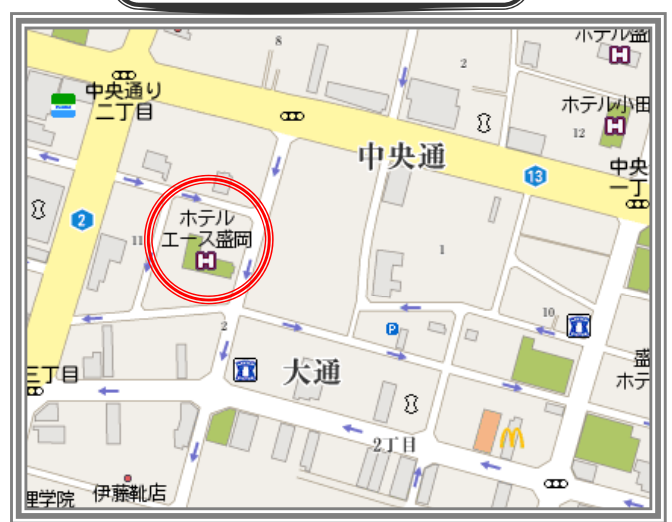 ホテル盛
8
2
中央通り
二丁目
ホテル小田
12
中央通
中央
一丁
13
2
ホテル
エース盛岡
11
1
10
2
P
三丁目
大通
盛
ホテ
2丁目
理学院
伊藤靴店